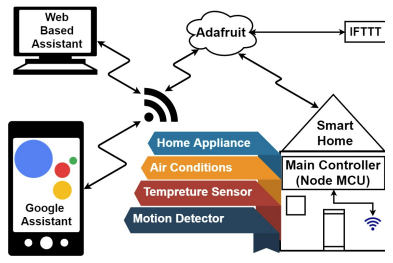 Web
Based
Assistant
Adafruit
IFTTT
Google
Assistant
Home Appliance
Air Conditions
Tempreture Sensor
Motion Detector
Smart
Home
Main Controller
(Node MCU)